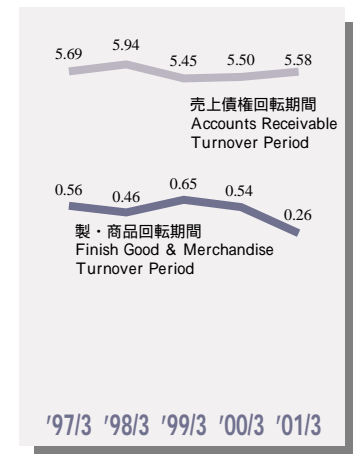 5.69 5.94 5.45 5.50 5.58
売上債権回転期間
Accounts Receivable
Turnover Period
0.56 0.46 0.65 0.54 0.26
製・商品回転期間
Finish Good & Merchandise
Turnover Period
'97/3 '98/3 '99/3 '00/3 '01/3